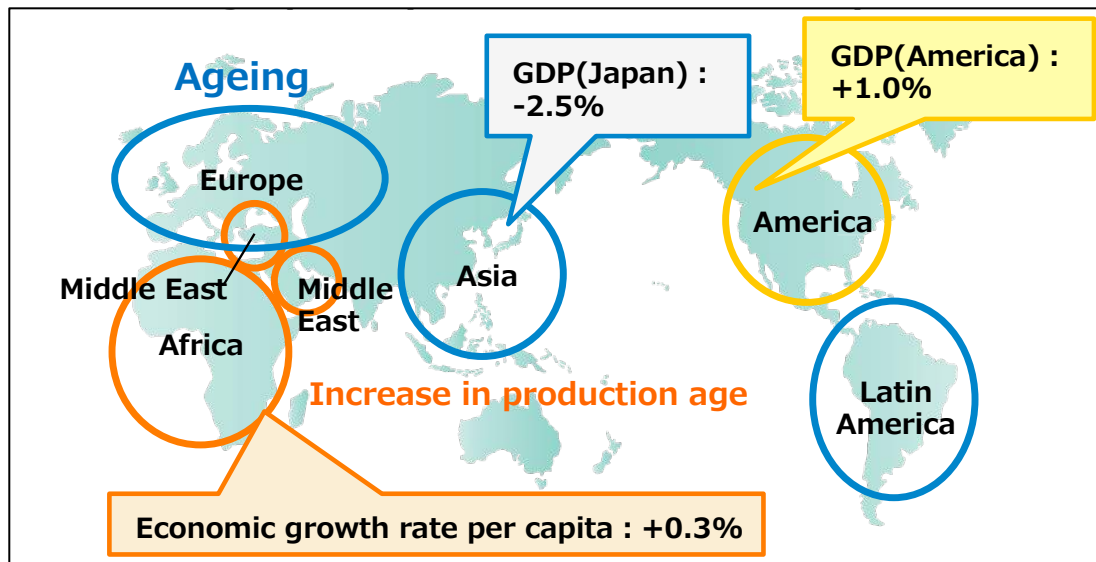 Ageing
GDP(Japan) :
-2.5%
GDP(America) :
+1.0%
Europe
America
Middle East
Middle
East
Asia
Africa
Increase in production age
Latin
America
Economic growth rate per capita : +0.3%